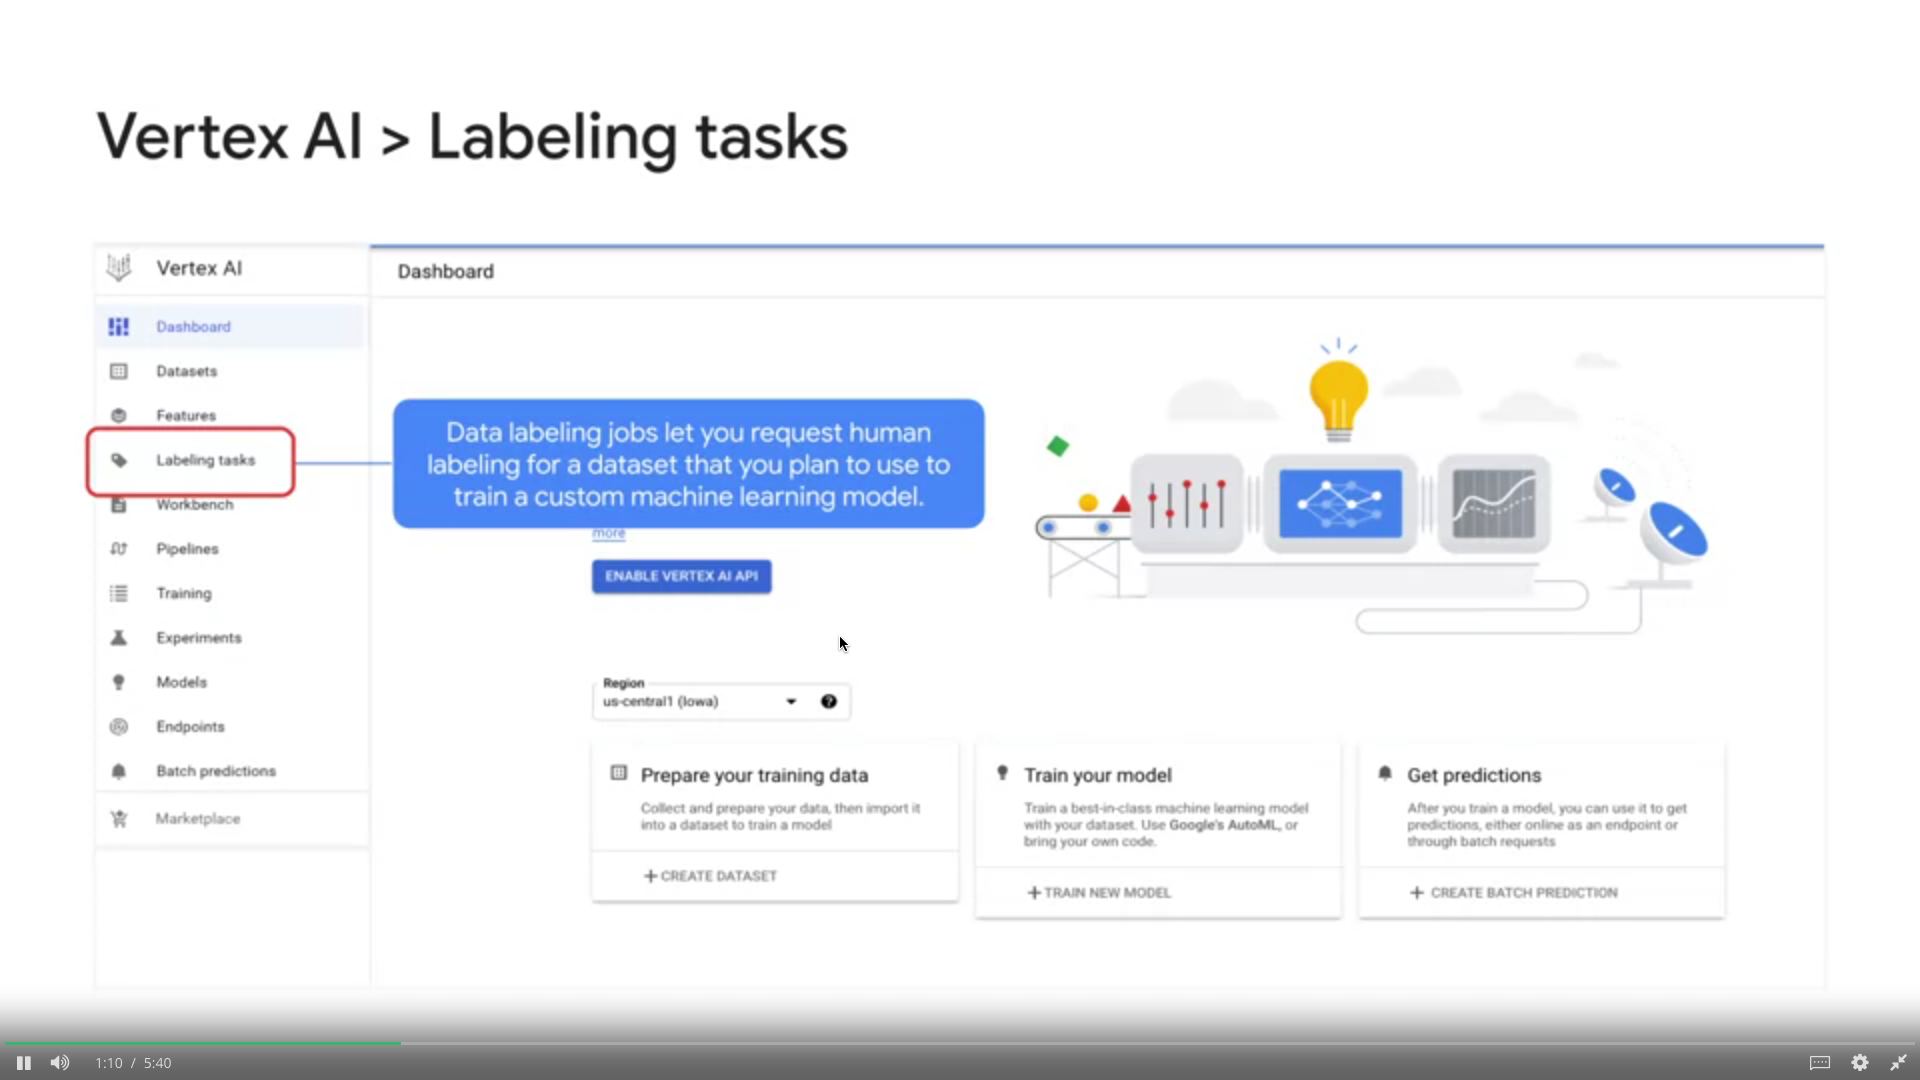 Vertex AI > Labeling tasks
Vertex AI
Dashboard
Dashboard
Datasets
Features
Labeling tasks
Workbench
Pipelines
Training
Experiments
Models
Endpoints
Batch predictions
Marketplace
Data labeling jobs let you request human
labeling for a dataset that you plan to use to
train a custom machine learning model.
more
ENABLE VERTEX AI API
Region
us-central1 (Iowa)
Prepare your training data
Collect and prepare your data, then import it
into a dataset to train a model
+ CREATE DATASET
Train your model
Train a best-in-class machine learning model
with your dataset. Use Google's AutoML, or
bring your own code.
+ TRAIN NEW MODEL
Get predictions
After you train a model, you can use it to get
predictions, either online as an endpoint or
through batch requests
+ CREATE BATCH PREDICTION
1:10 / 5:40